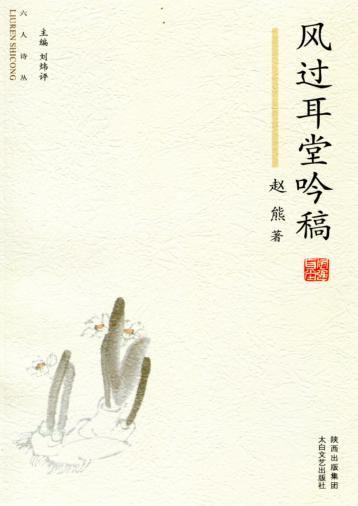 风过耳堂吟稿
赵熊 著
主编 刘炜评
六人诗丛
LIUREN SHICONG
陕西出版集团
太白文艺出版社